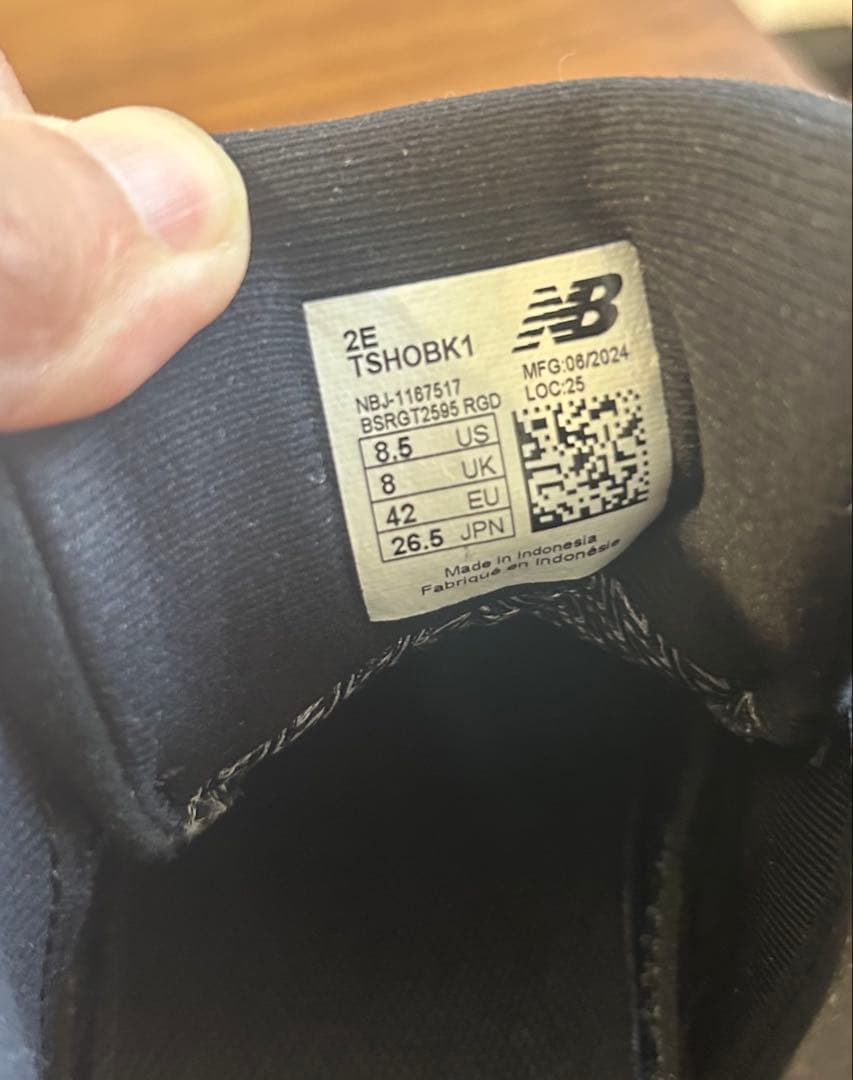 2E
TSHOBK1
NB
MFG:06/2024
LOC:25
NBJ-1167517
BSRGT2595 RGD
8.5 US
8 UK
42 EU
26.5 JPN
Made in Indonesia
Fabriqué en Indonésie